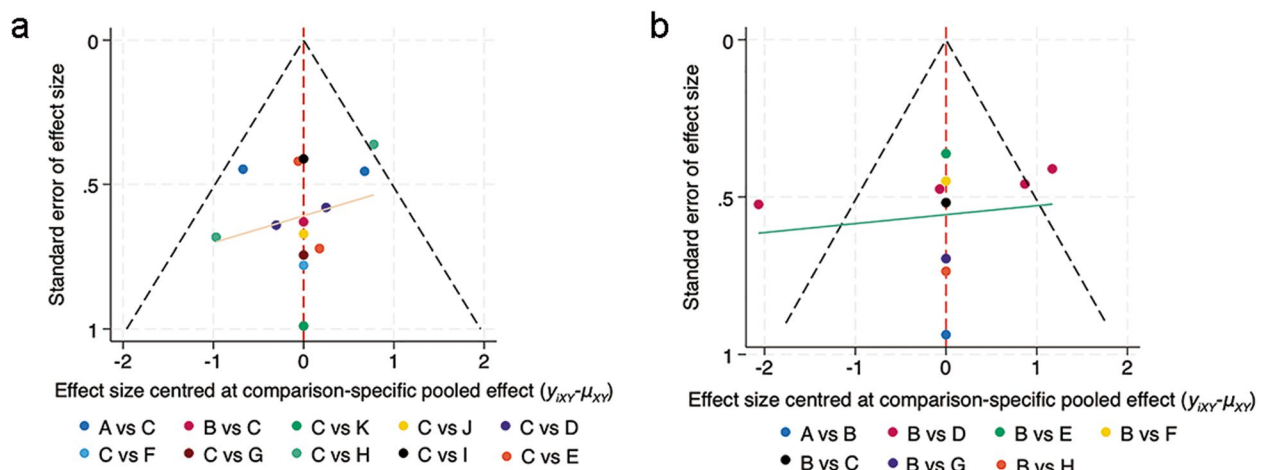 a
0
.5
1
-2 -1 0 1 2
Standard error of effect size
Effect size centred at comparison-specific pooled effect (yiXY-μXY)
A vs C B vs C C vs K C vs J C vs D
C vs F C vs G C vs H C vs I C vs E
b
0
.5
1
-2 -1 0 1 2
Standard error of effect size
Effect size centred at comparison-specific pooled effect (yiXY-μXY)
A vs B B vs D B vs E B vs F
B vs C B vs G B vs H